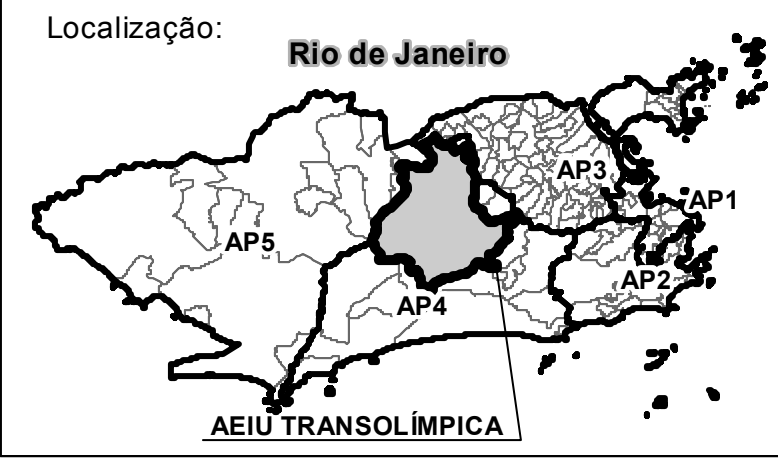 Localização:
Rio de Janeiro
AP3
AP1
AP5
AP2
AP4
AEIU TRANSOLÍMPICA